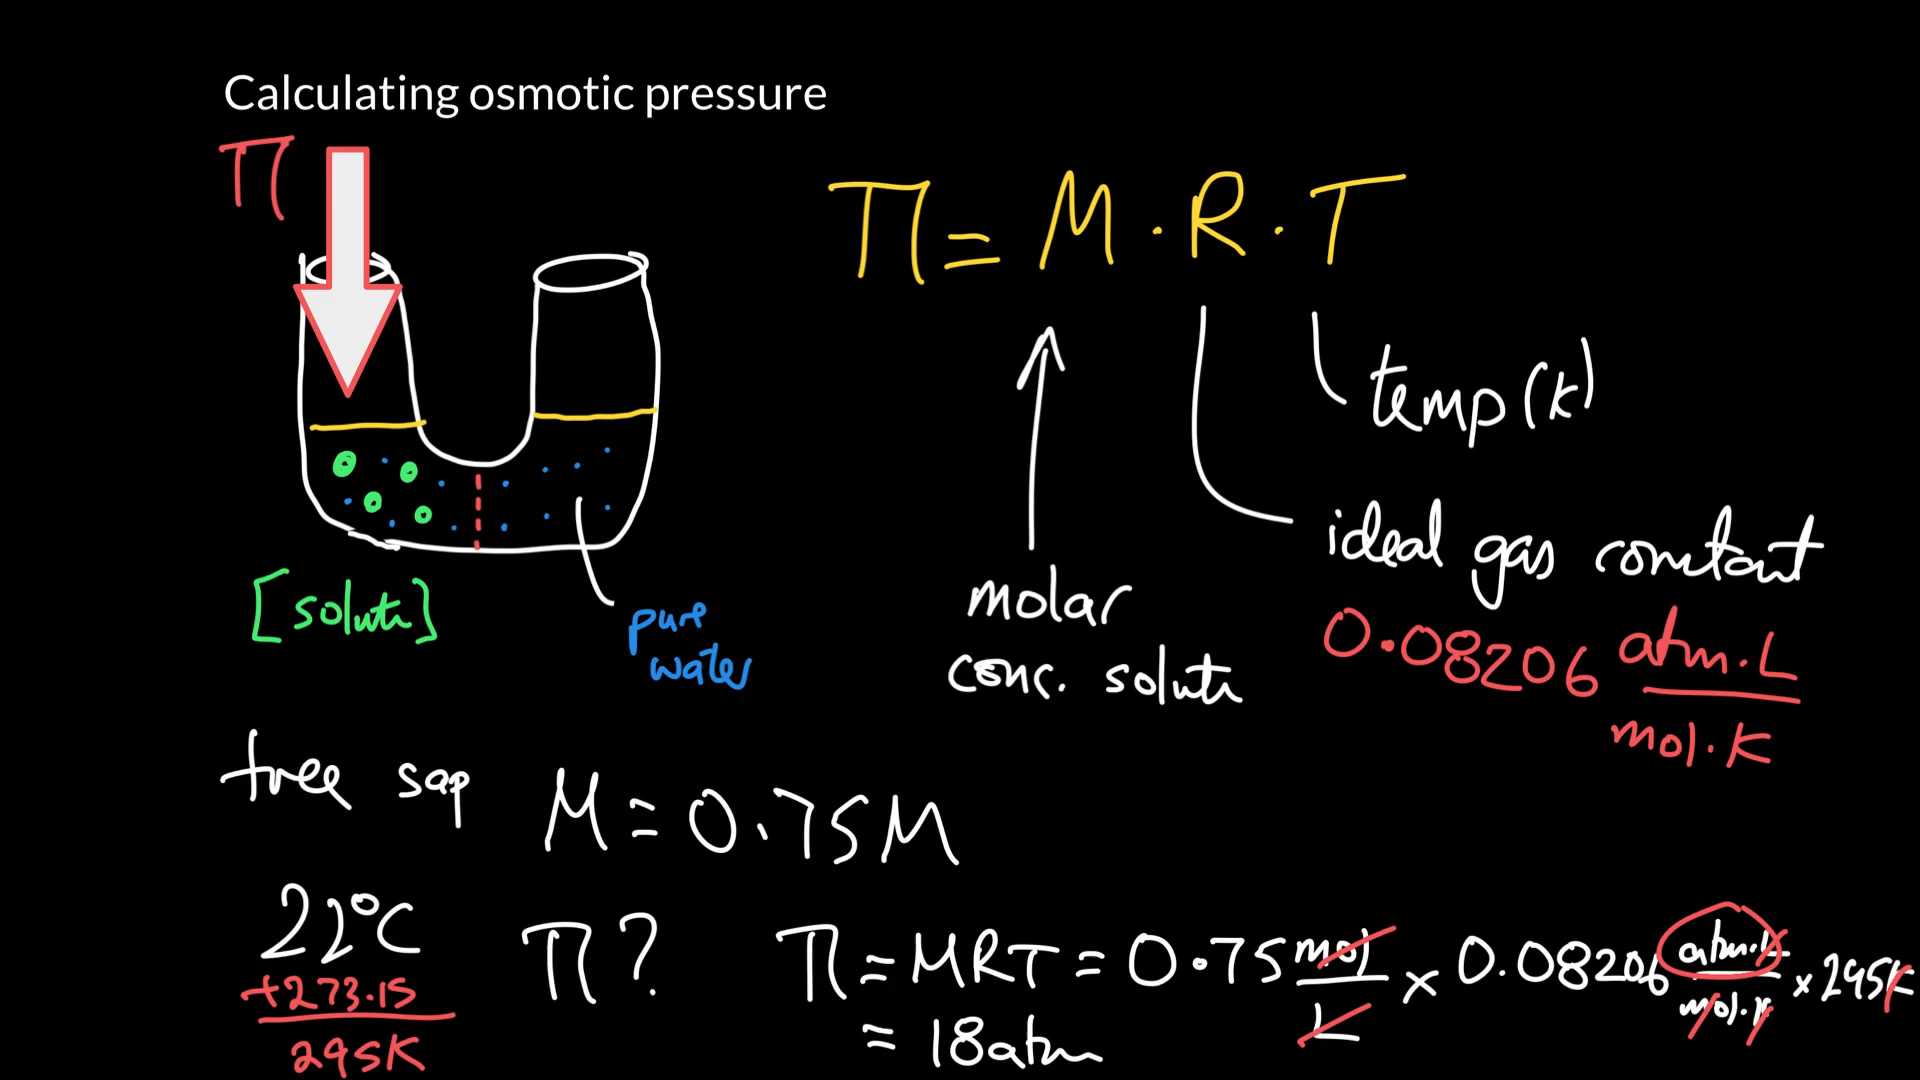 Calculating osmotic pressure
Π
Π = M · R · T
temp (K)
ideal gas constant
0.08206 atm·L
mol·K
molar
conc. solute
[solute]
pure
water
tree sap M = 0.75M
22°C
+273.15
295K
Π?
Π = MRT = 0.75 mol/L × 0.08206 atm·L/mol·K × 295K
= 18atm